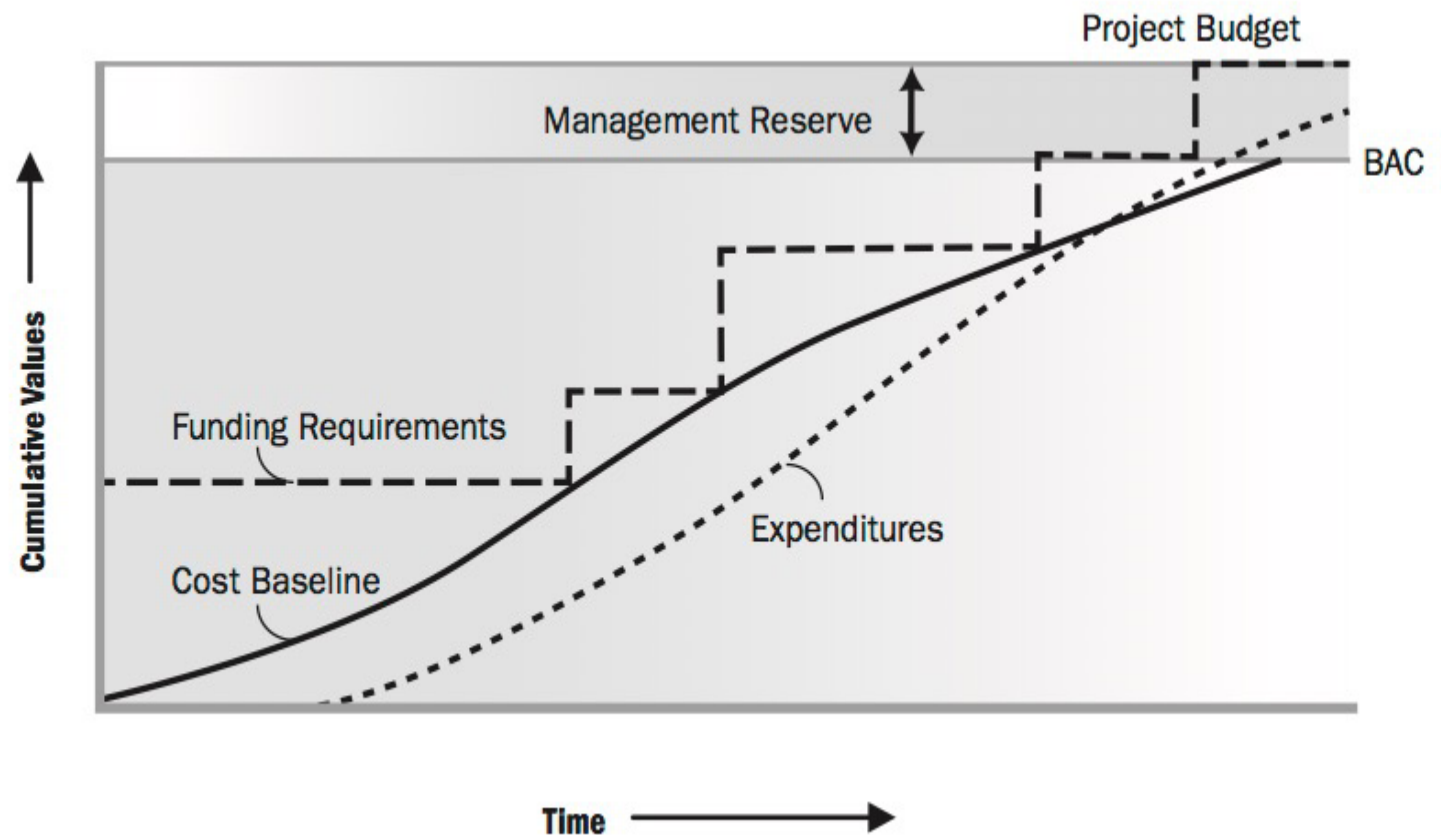 Project Budget
Management Reserve
BAC
Cumulative Values
Funding Requirements
Expenditures
Cost Baseline
Time